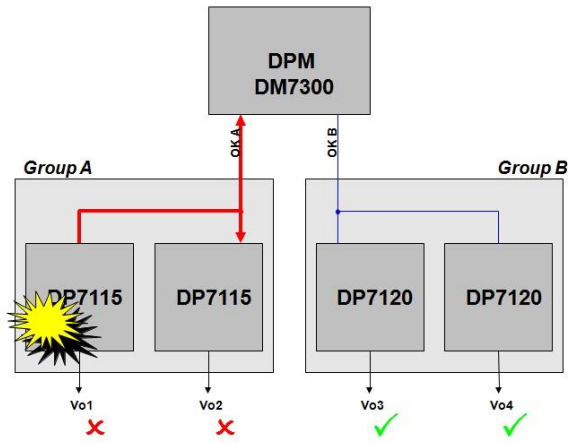 DPM
DM7300
OK A
OK B
Group A
Group B
DP7115
DP7115
DP7120
DP7120
Vo1
Vo2
Vo3
Vo4